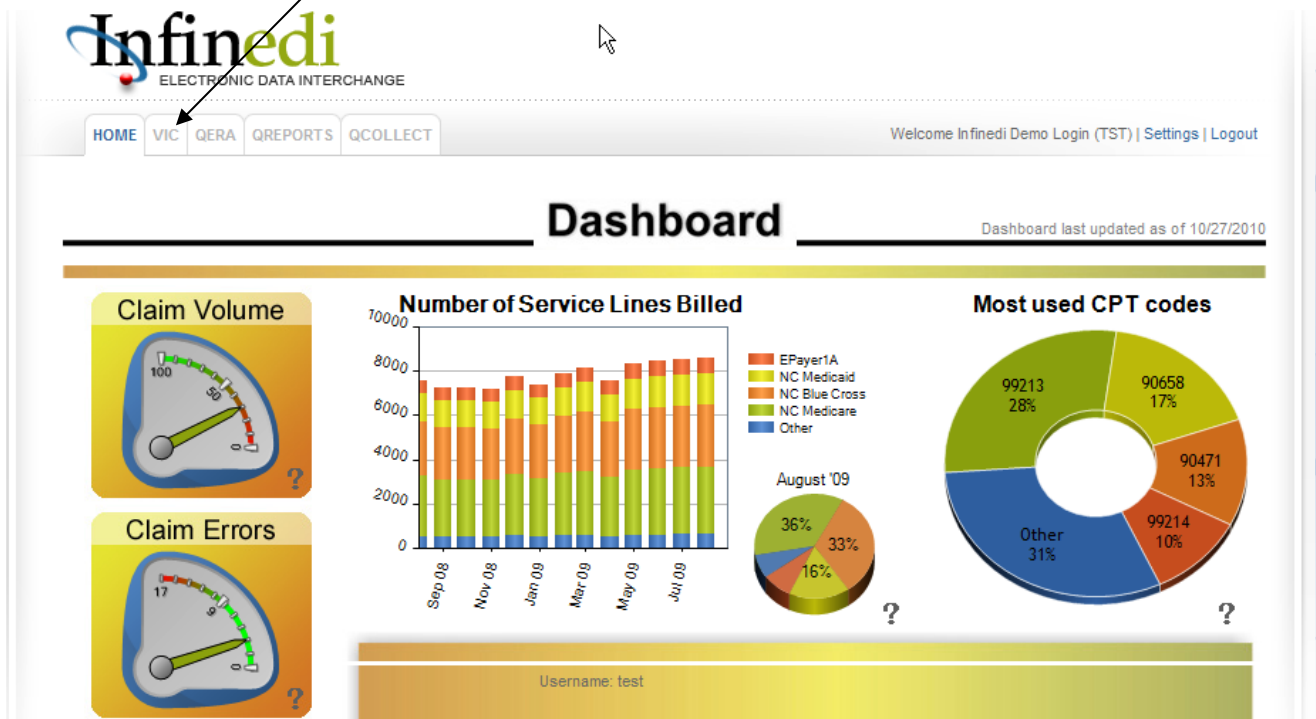 Infinedi
ELECTRONIC DATA INTERCHANGE
HOME VIC QERA QREPORTS QCOLLECT
Welcome Infinedi Demo Login (TST) | Settings | Logout
Dashboard
Dashboard last updated as of 10/27/2010
Claim Volume
100
50
0
?
Number of Service Lines Billed
10000
8000
6000
4000
2000
0
Sep 08
Nov 08
Jan 09
Mar 09
May 09
Jul 09
EPayer1A
NC Medicaid
NC Blue Cross
NC Medicare
Other
August '09
36%
33%
16%
?
Most used CPT codes
99213
28%
90658
17%
90471
13%
99214
10%
Other
31%
?
Claim Errors
17
9
0
?
Username: test